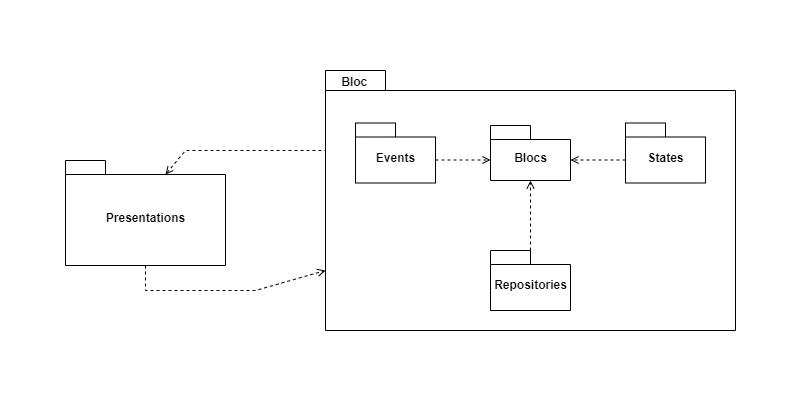 Bloc
Events
Blocs
States
Presentations
Repositories